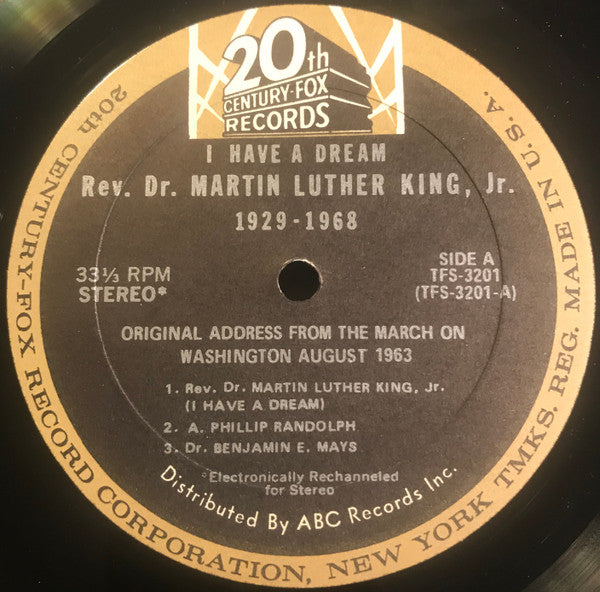 20th
CENTURY-FOX
RECORDS
I HAVE A DREAM
Rev. Dr. MARTIN LUTHER KING, Jr.
1929-1968
33⅓ RPM
STEREO*
SIDE A
TFS-3201
(TFS-3201-A)
ORIGINAL ADDRESS FROM THE MARCH ON
WASHINGTON AUGUST 1963
1. Rev. Dr. MARTIN LUTHER KING, Jr.
(I HAVE A DREAM)
2. A. PHILLIP RANDOLPH
3. Dr. BENJAMIN E. MAYS
*Electronically Rechanneled
for Stereo
Distributed By ABC Records Inc.
20th CENTURY-FOX RECORD CORPORATION, NEW YORK TMKS. REG. MADE IN U.S.A.